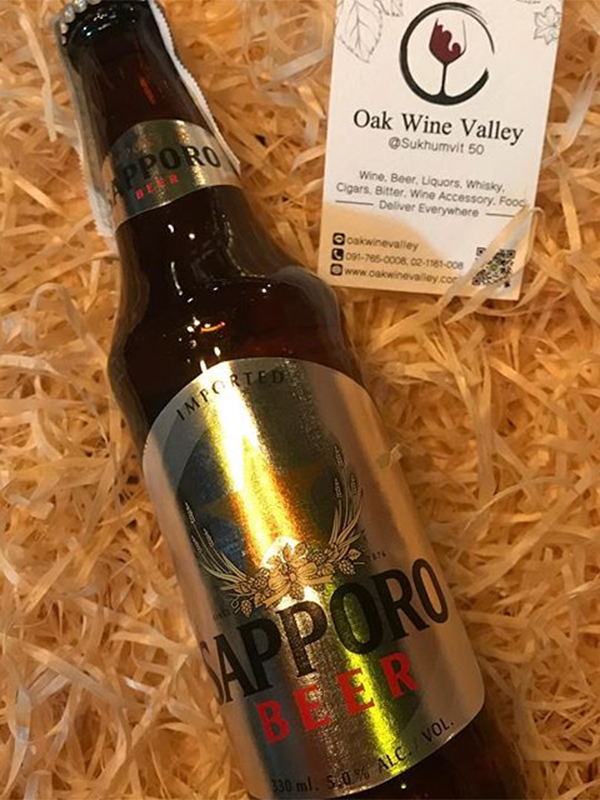 SAPPORO
BEER
Oak Wine Valley
@Sukhumvit 50
Wine, Beer, Liquors, Whisky,
Cigars, Bitter, Wine Accessory, Food
Deliver Everywhere
oakwinevalley
091-765-0008, 02-1161-008
www.oakwinevalley.com
IMPORTED
SAPPORO
BEER
330 ml. 5.0% ALC. / VOL.